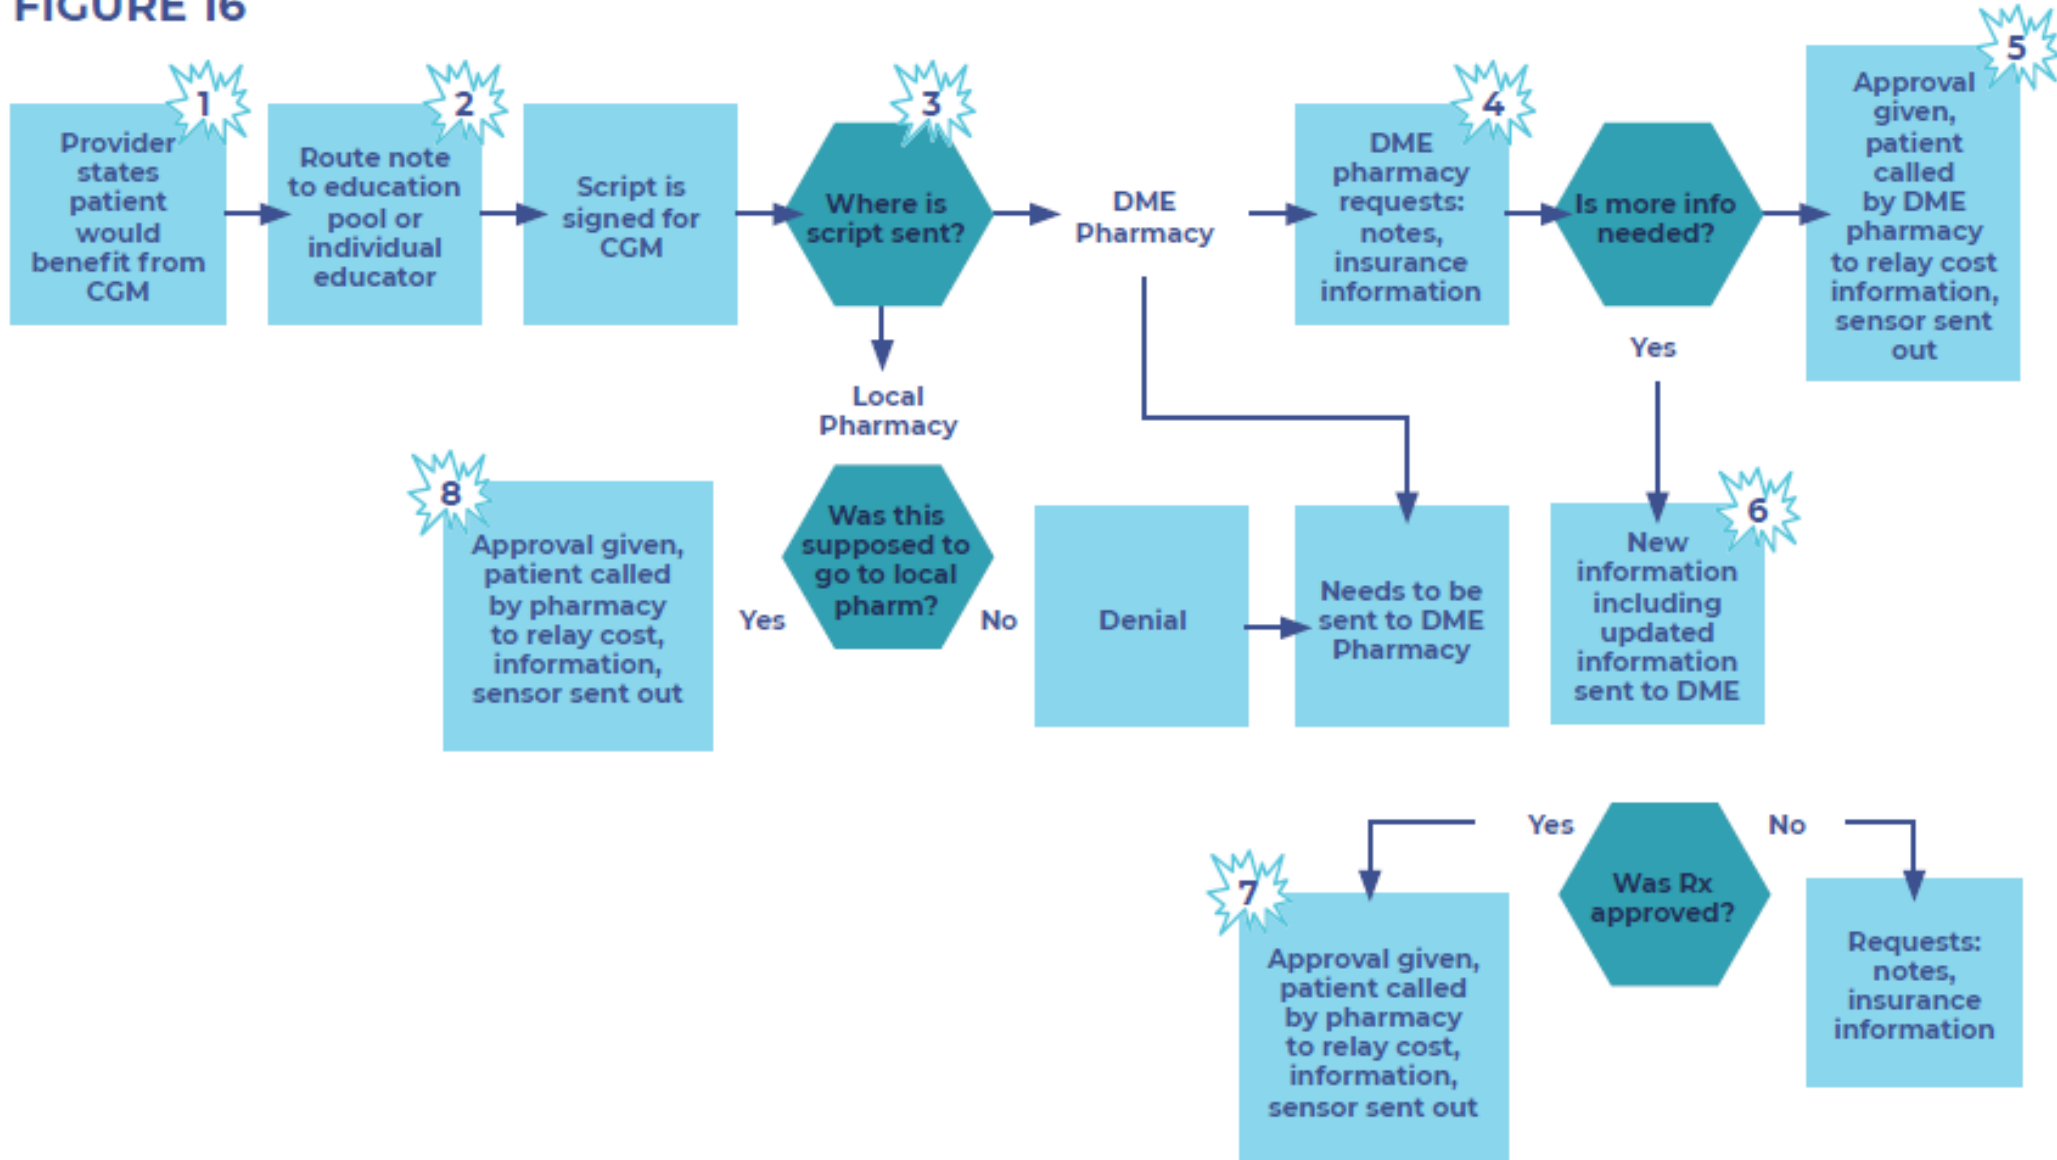 FIGURE 16
1
Provider
states
patient
would
benefit from
CGM
2
Route note
to education
pool or
individual
educator
Script is
signed for
CGM
3
Where is
script sent?
DME
Pharmacy
4
DME
pharmacy
requests:
notes,
insurance
information
Is more info
needed?
5
Approval
given,
patient
called
by DME
pharmacy
to relay cost
information,
sensor sent
out
Yes
Local
Pharmacy
8
Approval given,
patient called
by pharmacy
to relay cost,
information,
sensor sent out
Yes
Was this
supposed to
go to local
pharm?
No
Denial
Needs to be
sent to DME
Pharmacy
6
New
information
including
updated
information
sent to DME
Yes
Was Rx
approved?
No
7
Approval given,
patient called
by pharmacy
to relay cost,
information,
sensor sent out
Requests:
notes,
insurance
information